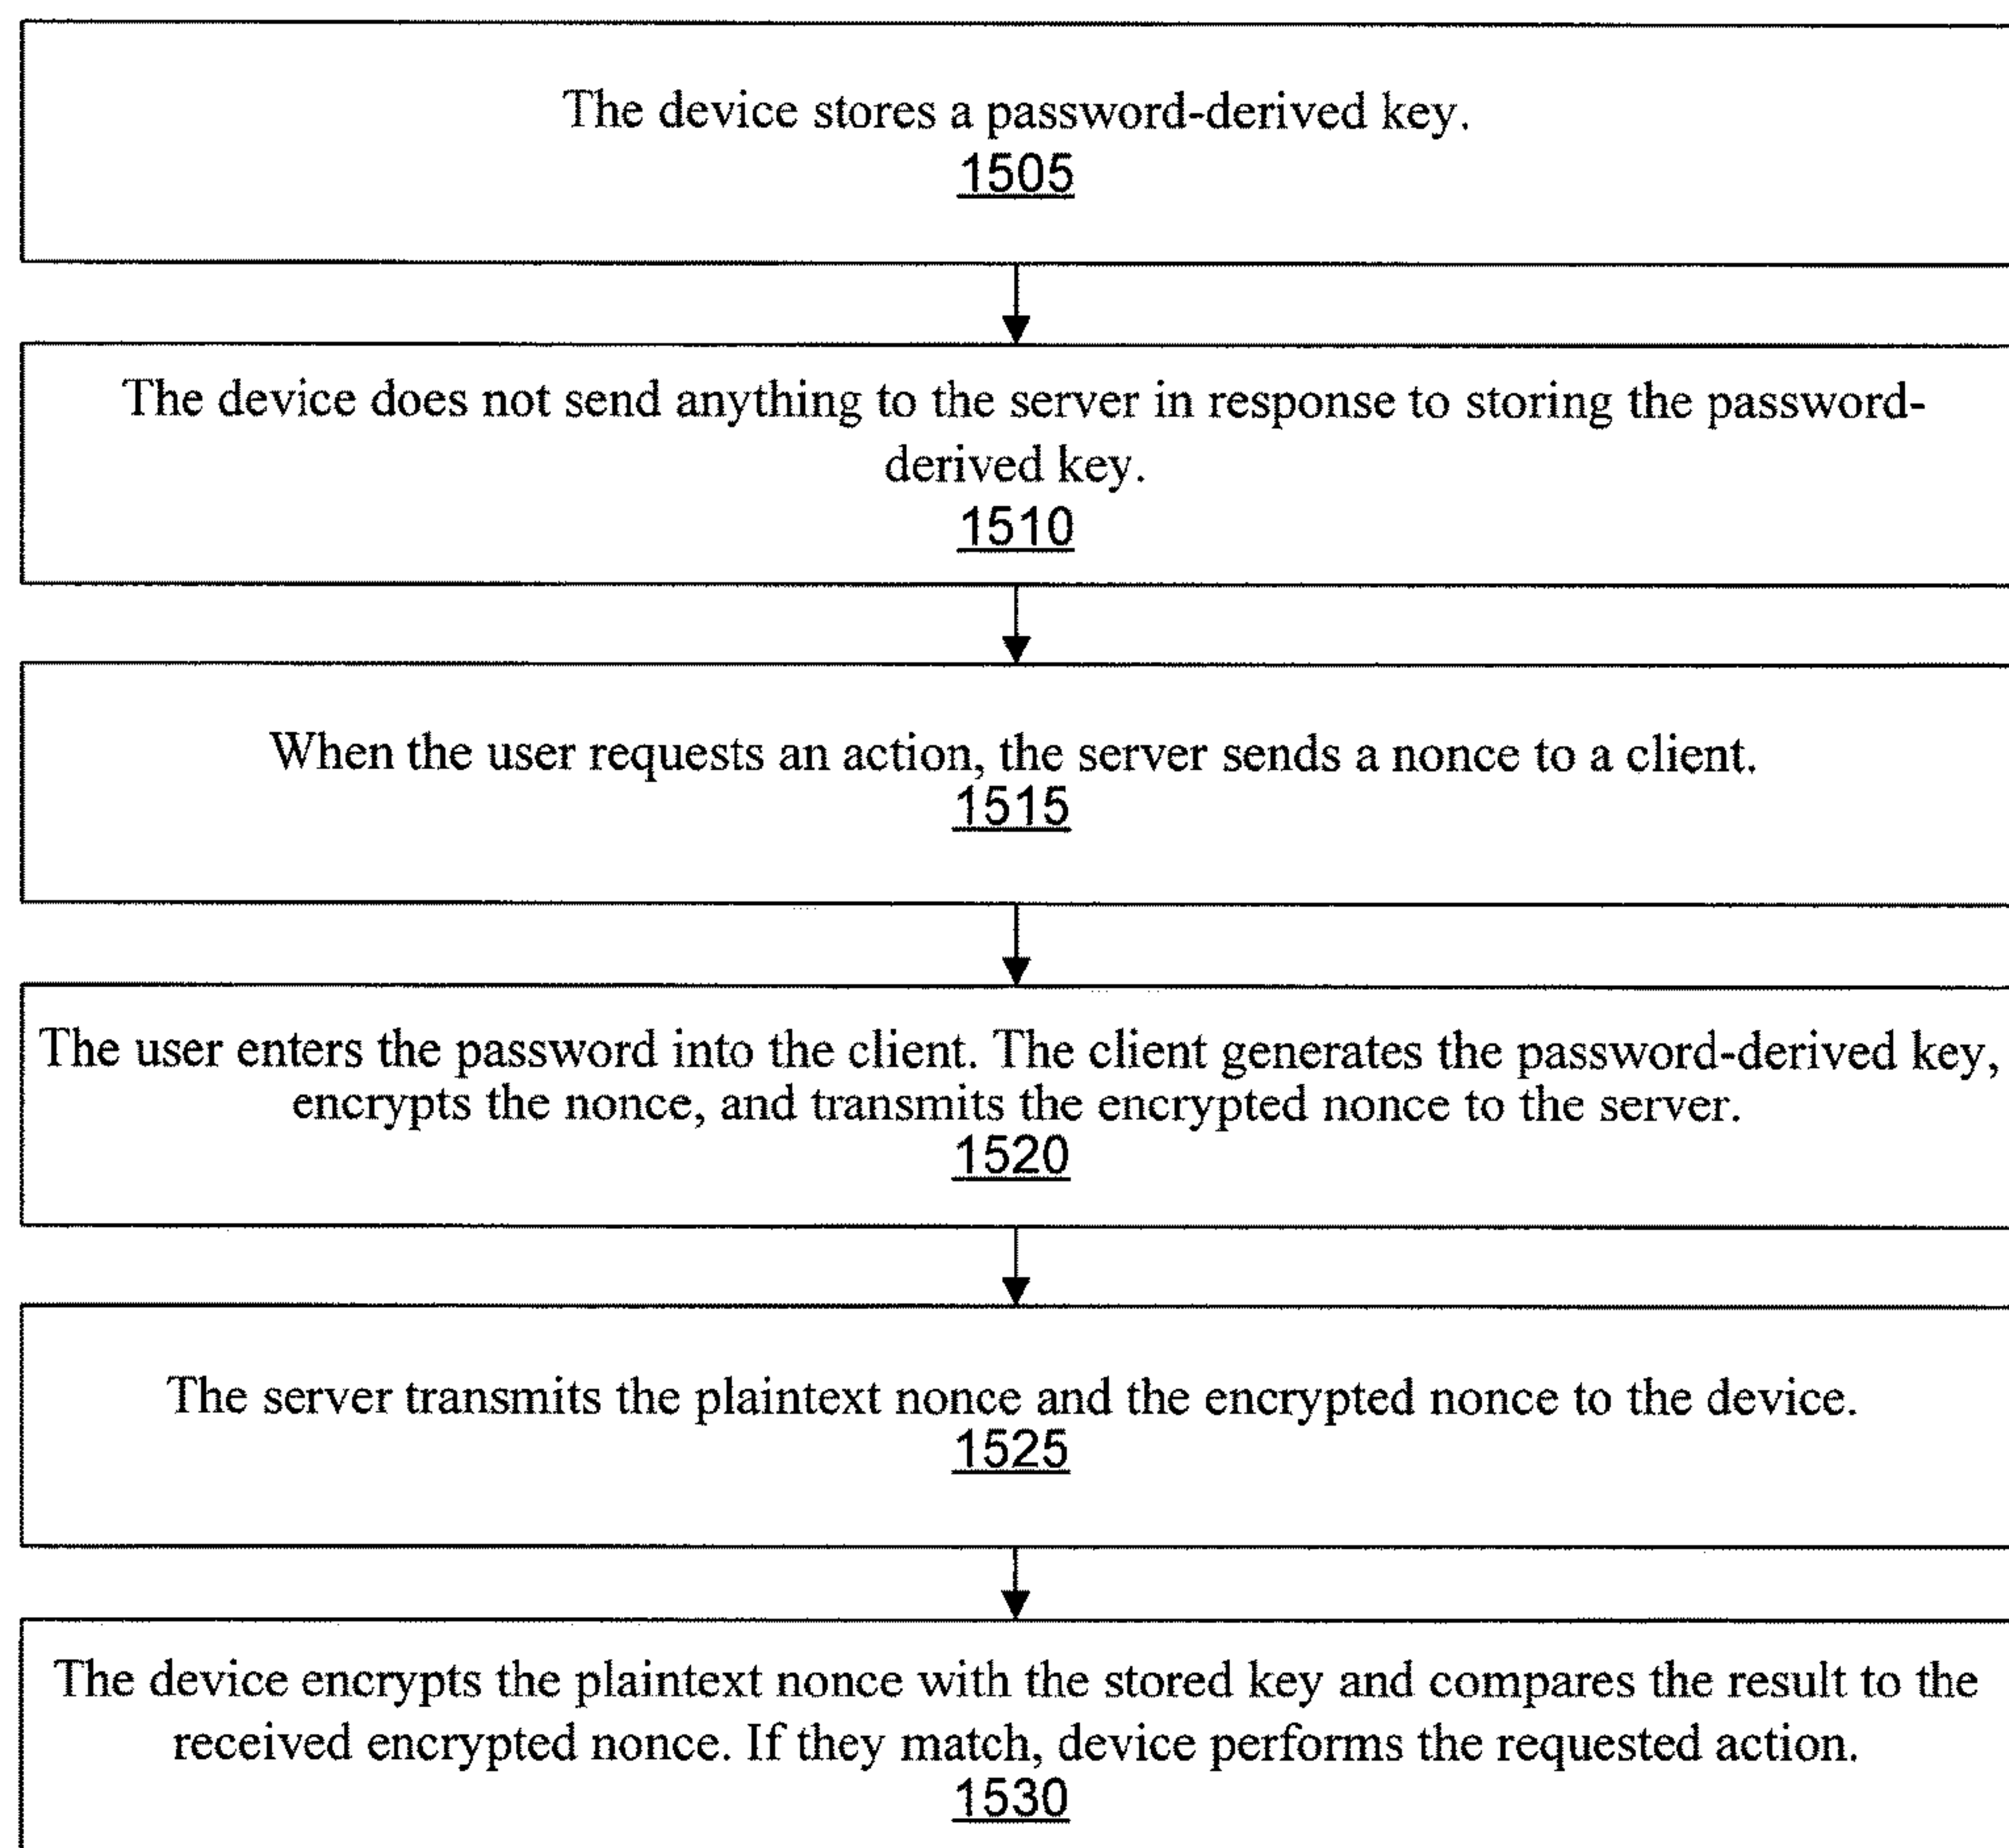 The device stores a password-derived key.
1505
The device does not send anything to the server in response to storing the password-
derived key.
1510
When the user requests an action, the server sends a nonce to a client.
1515
The user enters the password into the client. The client generates the password-derived key,
encrypts the nonce, and transmits the encrypted nonce to the server.
1520
The server transmits the plaintext nonce and the encrypted nonce to the device.
1525
The device encrypts the plaintext nonce with the stored key and compares the result to the
received encrypted nonce. If they match, device performs the requested action.
1530